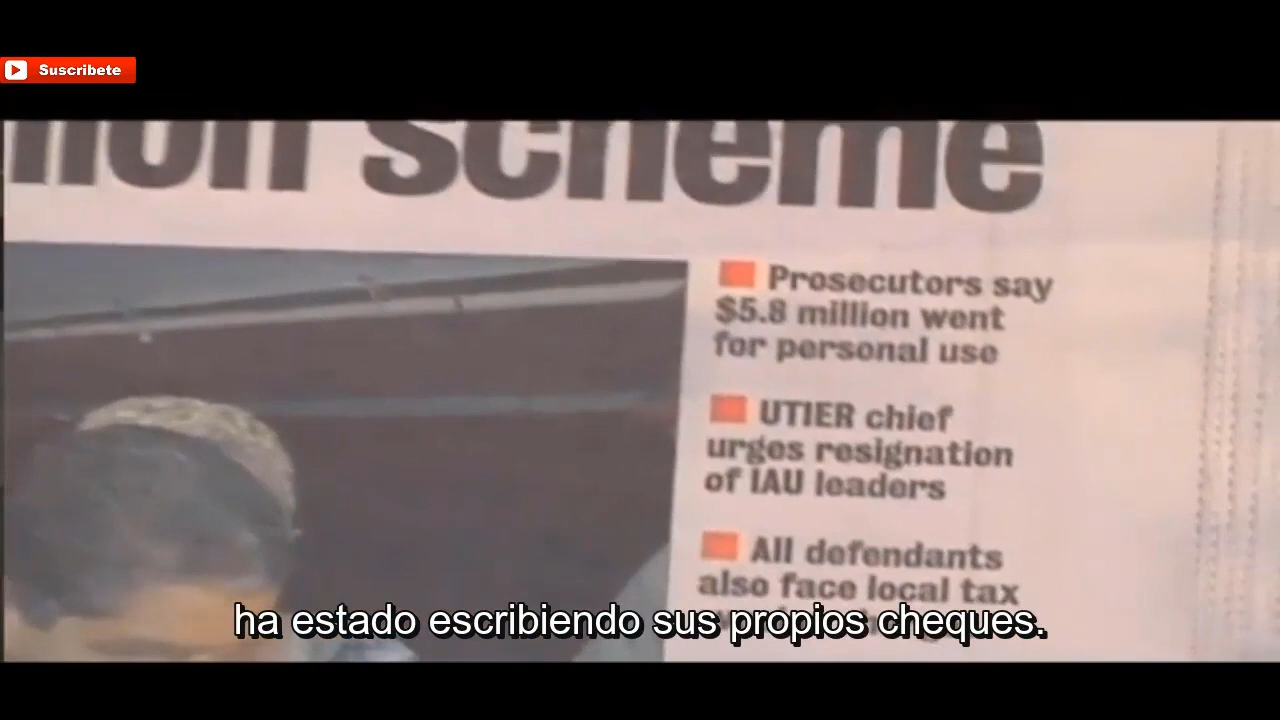 Suscribete
scheme
Prosecutors say
$5.8 million went
for personal use
UTIER chief
urges resignation
of IAU leaders
All defendants
also face local tax
ha estado escribiendo sus propios cheques.